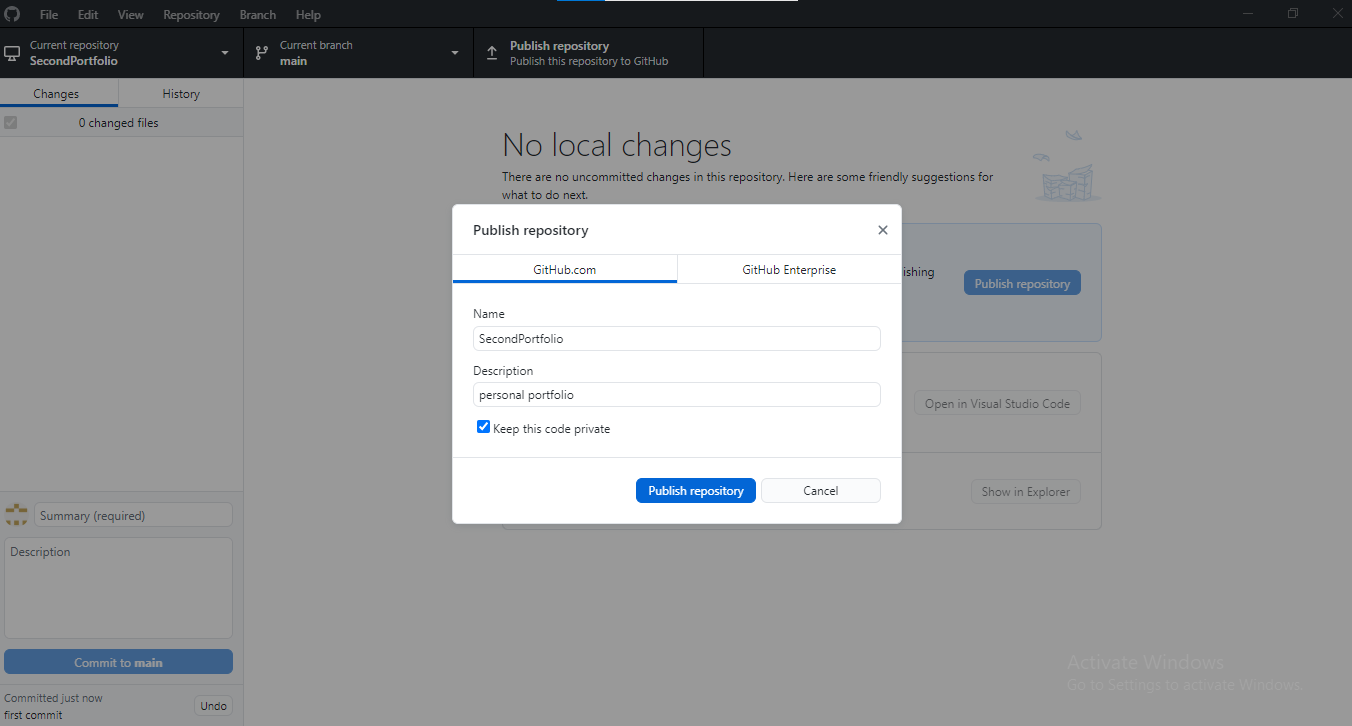 File Edit View Repository Branch Help
Current repository
SecondPortfolio
Current branch
main
Publish repository
Publish this repository to GitHub
Changes History
0 changed files
No local changes
There are no uncommitted changes in this repository. Here are some friendly suggestions for
what to do next.
Publish repository
GitHub.com GitHub Enterprise
ishing
Publish repository
Name
SecondPortfolio
Description
personal portfolio
Keep this code private
Open in Visual Studio Code
Publish repository Cancel
Show in Explorer
Summary (required)
Description
Commit to main
Committed just now
first commit
Undo
Activate Windows
Go to Settings to activate Windows.